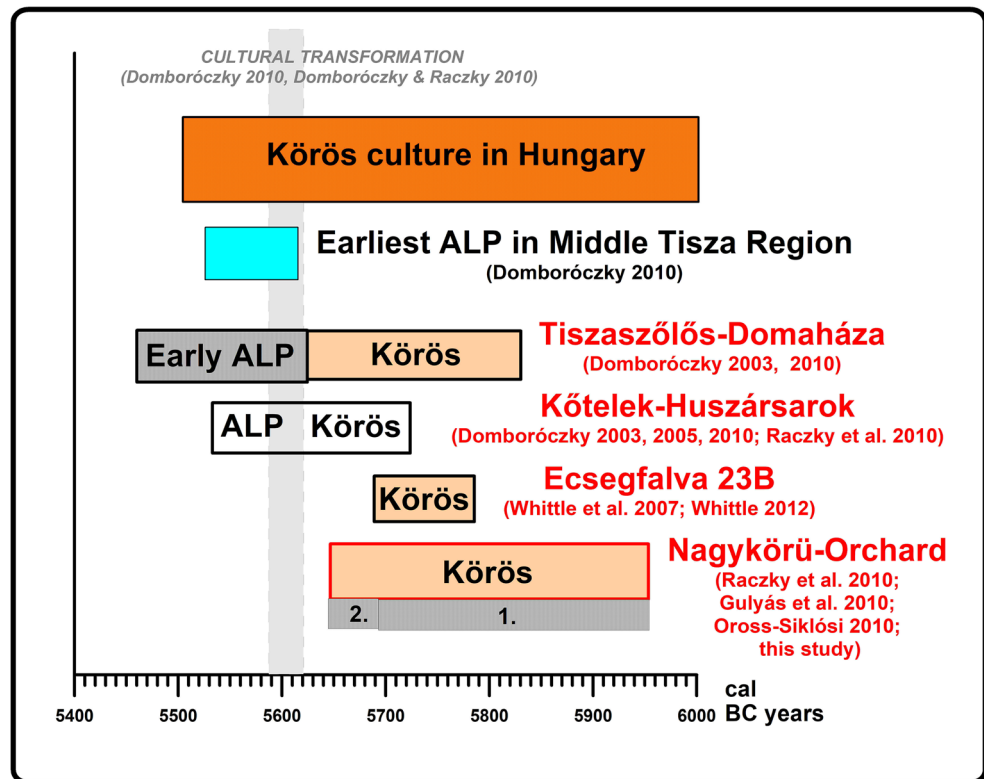 CULTURAL TRANSFORMATION
(Domboróczky 2010, Domboróczky & Raczky 2010)
Körös culture in Hungary
Earliest ALP in Middle Tisza Region
(Domboróczky 2010)
Early ALP
Körös
Tiszaszőlős-Domaháza
(Domboróczky 2003, 2010)
ALP
Körös
Kőtelek-Huszársarok
(Domboróczky 2003, 2005, 2010; Raczky et al. 2010)
Körös
Ecsegfalva 23B
(Whittle et al. 2007; Whittle 2012)
Körös
2.
1.
Nagykörü-Orchard
(Raczky et al. 2010;
Gulyás et al. 2010;
Oross-Siklósi 2010;
this study)
5400 5500 5600 5700 5800 5900 6000
cal
BC years